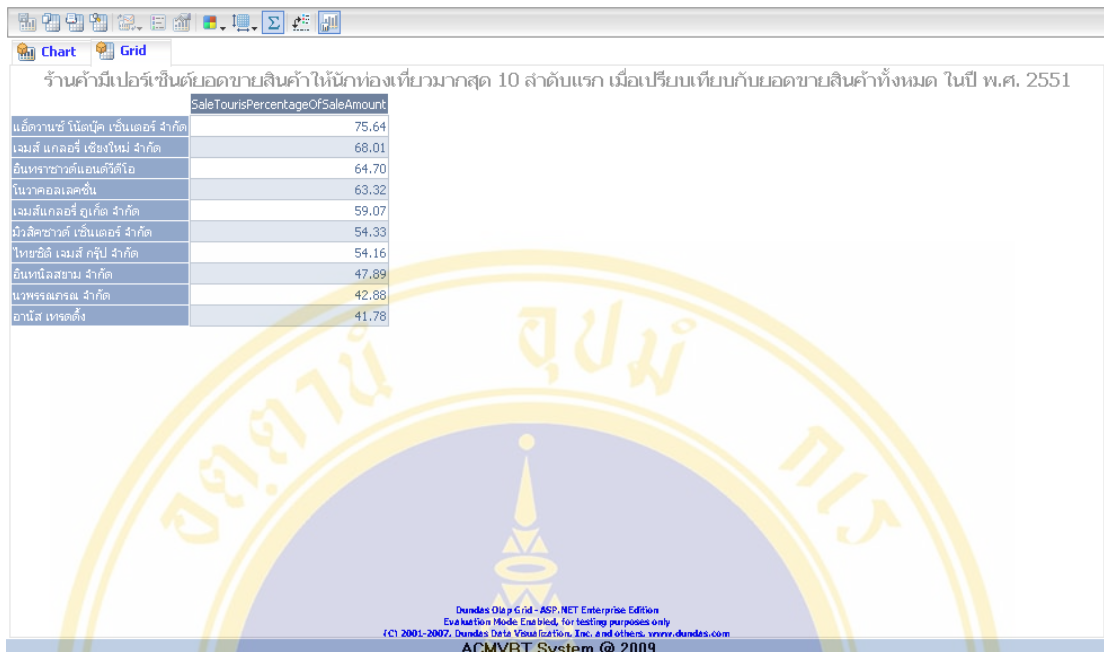 Chart Grid
ร้านค้ามีเปอร์เซ็นต์ยอดขายสินค้าให้นักท่องเที่ยวมากสุด 10 ลำดับแรก เมื่อเปรียบเทียบกับยอดขายสินค้าทั้งหมด ในปี พ.ศ. 2551
SaleTourisPercentageOfSaleAmount
แอ็ดวานซ์ โน้ตบุ๊ค เซ็นเตอร์ จำกัด 75.64
เจมส์ แกลอรี่ เชียงใหม่ จำกัด 68.01
อินทราซาวด์แอนด์วีดีโอ 64.70
โนวาคอลเลคชั่น 63.32
เจมส์แกลอรี่ ภูเก็ต จำกัด 59.07
มิวสิคซาวด์ เซ็นเตอร์ จำกัด 54.33
ไทยซิตี้ เจมส์ กรุ๊ป จำกัด 54.16
อินทนิลสยาม จำกัด 47.89
นวพรรณภรณ จำกัด 42.88
อานัส เทรดดิ้ง 41.78
อตฺตานํ อุปมํ กเร
Dundas Olap Grid - ASP.NET Enterprise Edition
Evaluation Mode Enabled, for testing purposes only
(C) 2001-2007, Dundas Data Visualization, Inc. and others. www.dundas.com
ACMVRT System @ 2009